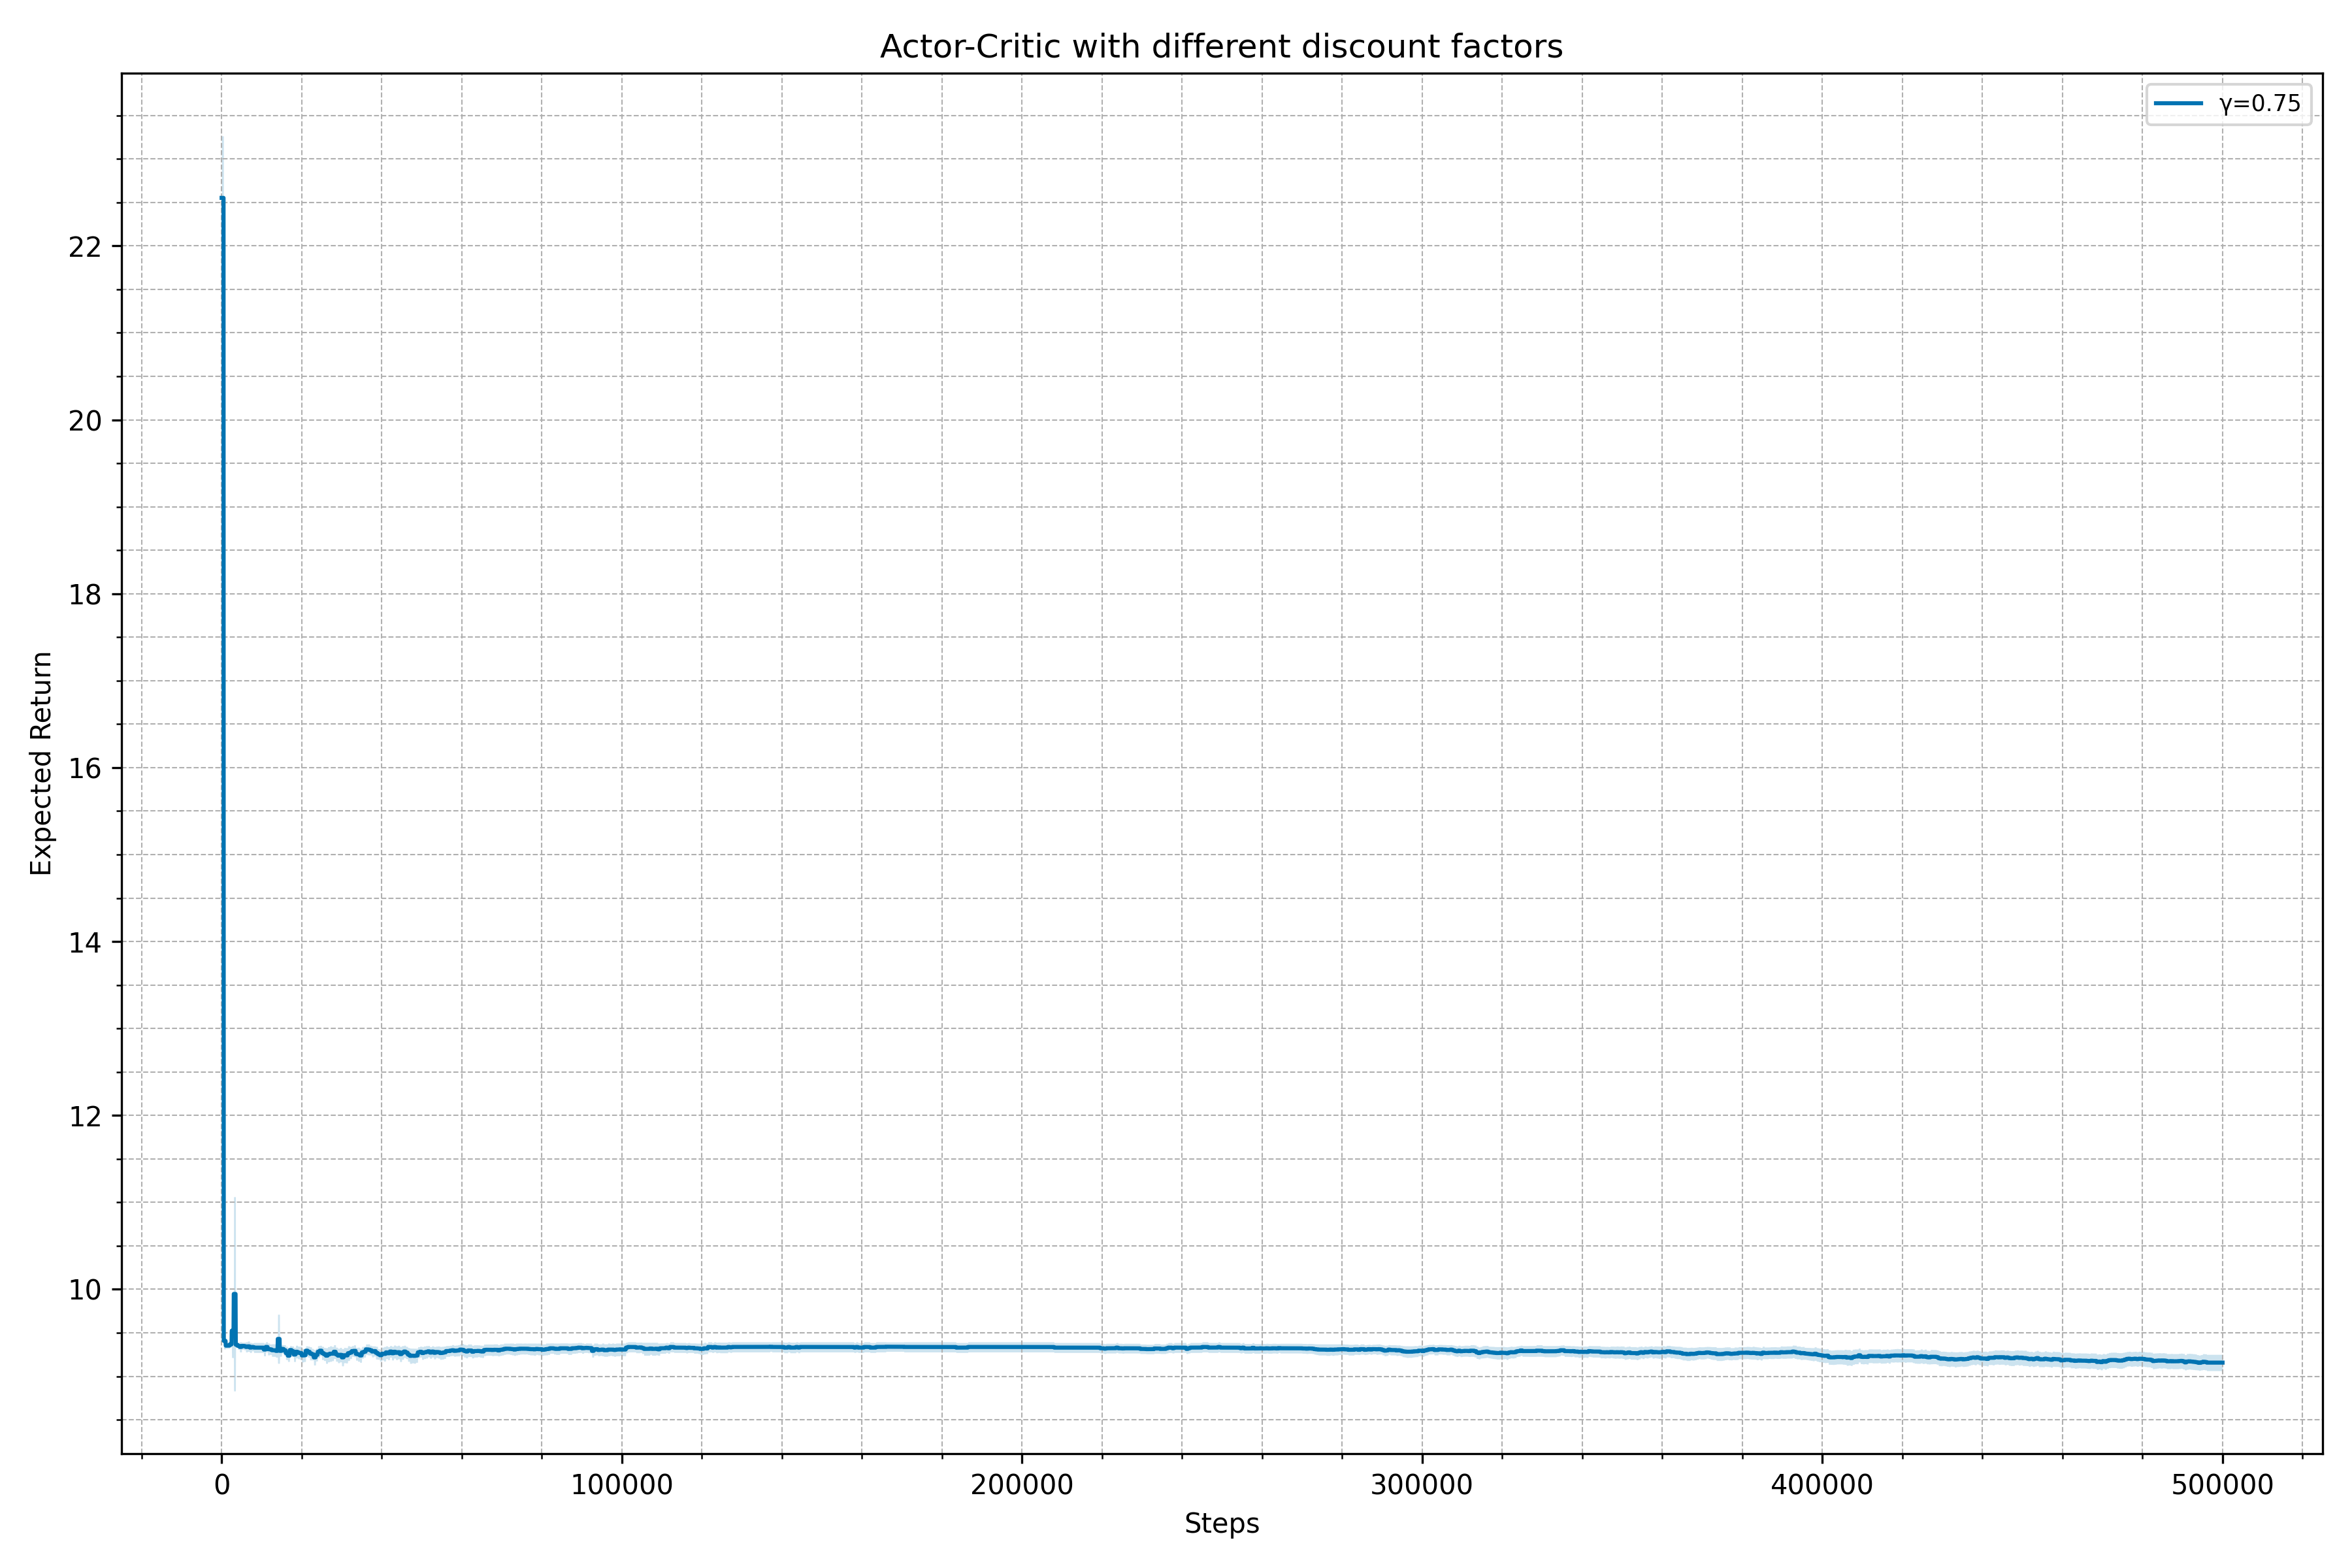 Actor-Critic with different discount factors
γ=0.75
Expected Return
22
20
18
16
14
12
10
0 100000 200000 300000 400000 500000
Steps